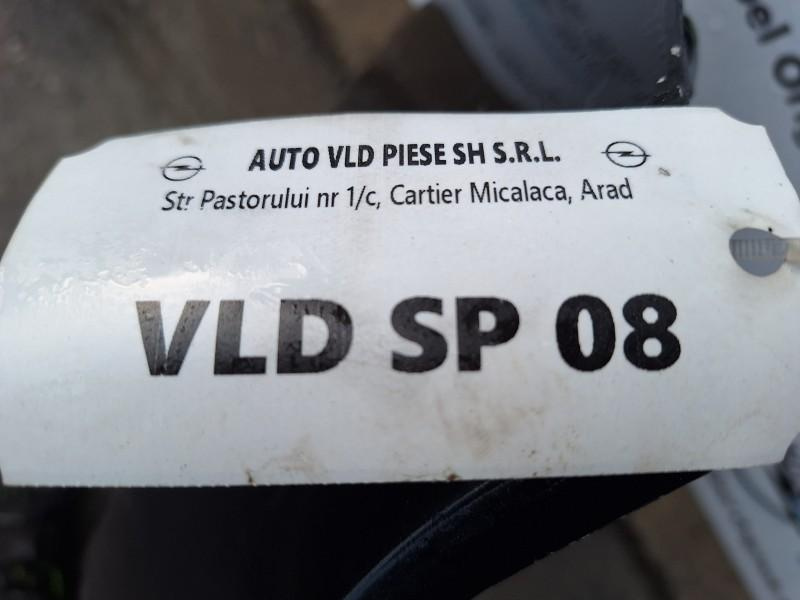 AUTO VLD PIESE SH S.R.L.
Str Pastorului nr 1/c, Cartier Micalaca, Arad
VLD SP 08